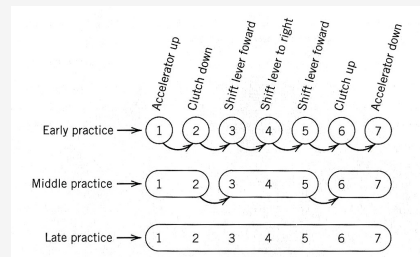 Accelerator up
Clutch down
Shift lever foward
Shift lever to right
Shift lever foward
Clutch up
Accelerator down
Early practice 1 2 3 4 5 6 7
Middle practice 1 2 3 4 5 6 7
Late practice 1 2 3 4 5 6 7